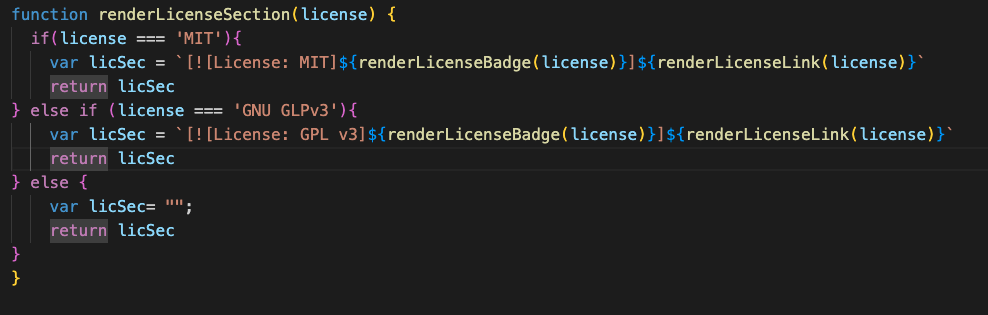 function renderLicenseSection(license) {
if(license === 'MIT'){
var licSec = `[![License: MIT]${renderLicenseBadge(license)}]${renderLicenseLink(license)}`
return licSec
} else if (license === 'GNU GLPv3'){
var licSec = `[![License: GPL v3]${renderLicenseBadge(license)}]${renderLicenseLink(license)}`
return licSec
} else {
var licSec= "";
return licSec
}
}